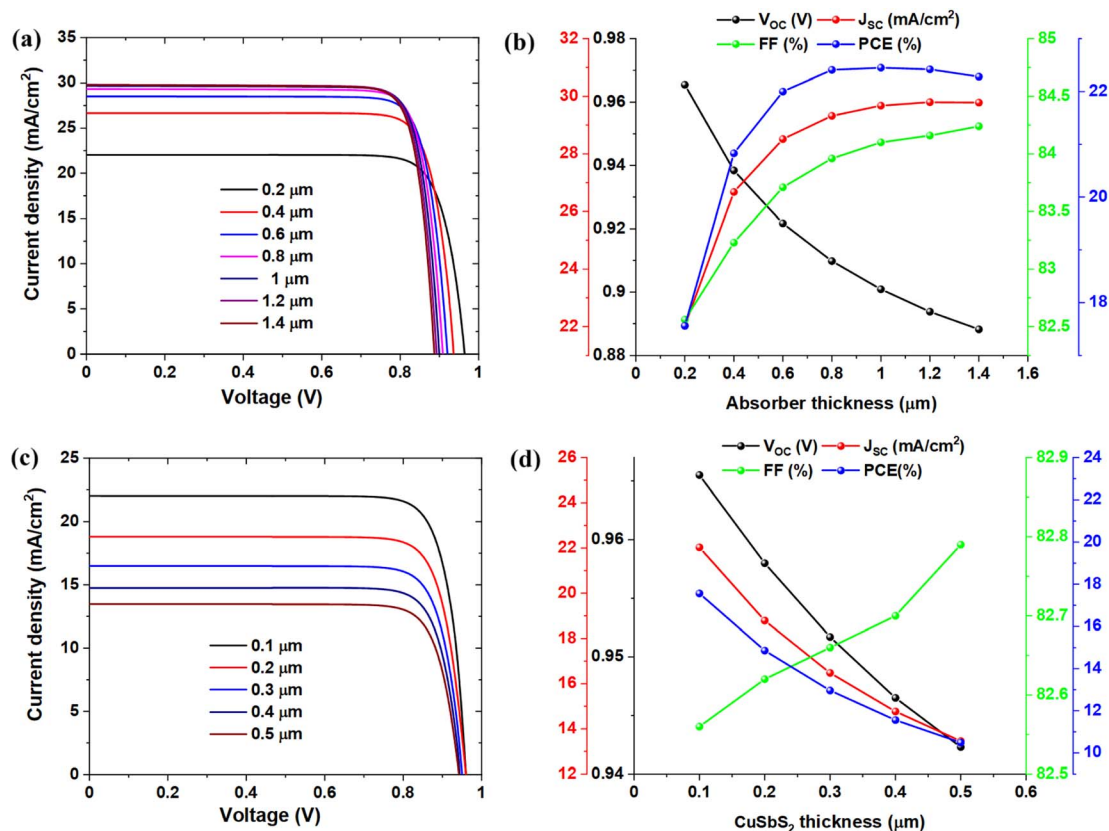 (a)
35
30
25
20
15
10
5
0
Current density (mA/cm²)
0.2 μm
0.4 μm
0.6 μm
0.8 μm
1 μm
1.2 μm
1.4 μm
0 0.2 0.4 0.6 0.8 1
Voltage (V)
(b)
V_OC (V) J_SC (mA/cm²)
FF (%) PCE (%)
32
30
28
26
24
22
0.98
0.96
0.94
0.92
0.9
0.88
85
84.5
84
83.5
83
82.5
22
20
18
0.2 0.4 0.6 0.8 1 1.2 1.4 1.6
Absorber thickness (μm)
(c)
25
20
15
10
5
0
Current density (mA/cm²)
0.1 μm
0.2 μm
0.3 μm
0.4 μm
0.5 μm
0 0.2 0.4 0.6 0.8 1
Voltage (V)
(d)
V_OC (V) J_SC (mA/cm²)
FF (%) PCE(%)
26
24
22
20
18
16
14
12
0.96
0.95
0.94
82.9
82.8
82.7
82.6
82.5
24
22
20
18
16
14
12
10
0.1 0.2 0.3 0.4 0.5 0.6
CuSbS₂ thickness (μm)